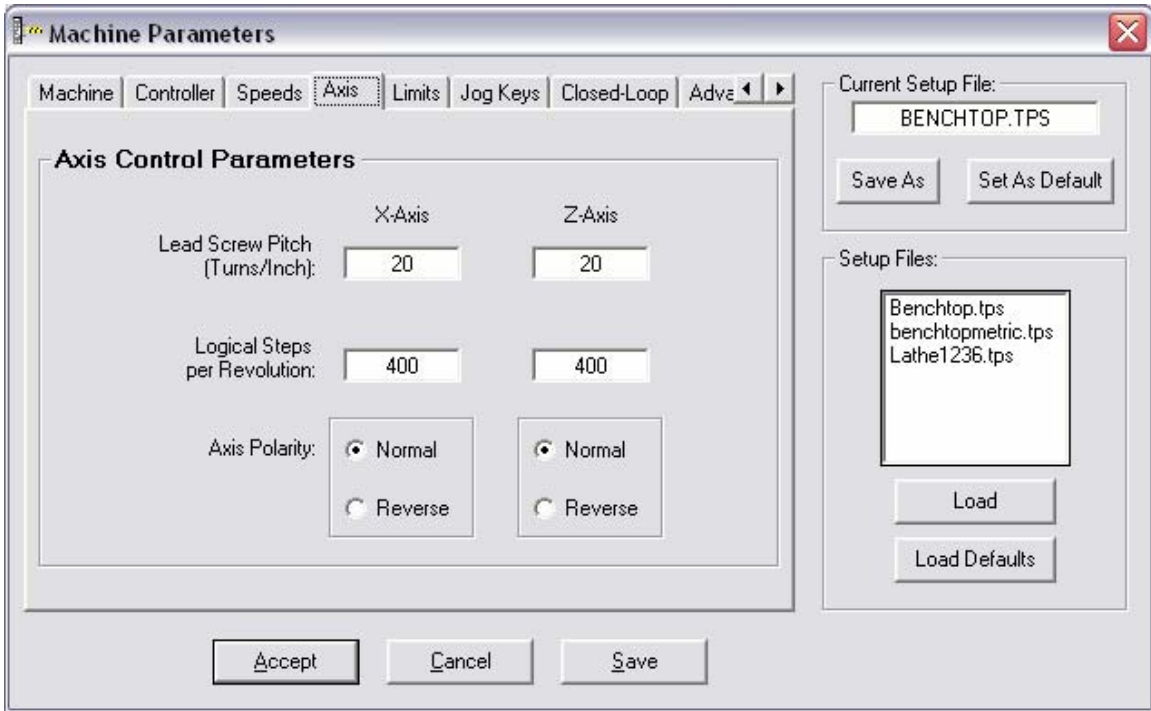 Machine Parameters
Machine Controller Speeds Axis Limits Jog Keys Closed-Loop Adva
Axis Control Parameters
X-Axis Z-Axis
Lead Screw Pitch
(Turns/Inch): 20 20
Logical Steps
per Revolution: 400 400
Axis Polarity: Normal Normal
Reverse Reverse
Accept Cancel Save
Current Setup File:
BENCHTOP.TPS
Save As Set As Default
Setup Files:
Benchtop.tps
benchtopmetric.tps
Lathe1236.tps
Load
Load Defaults